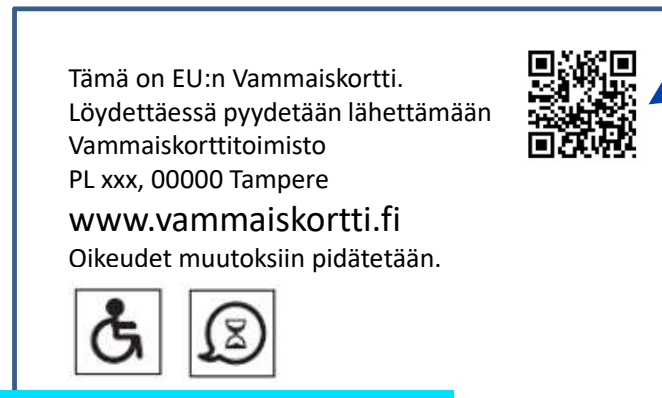 Tämä on EU:n Vammaiskortti.
Löydettäessä pyydetään lähettämään
Vammaiskorttitoimisto
PL xxx, 00000 Tampere
www.vammaiskortti.fi
Oikeudet muutoksiin pidätetään.